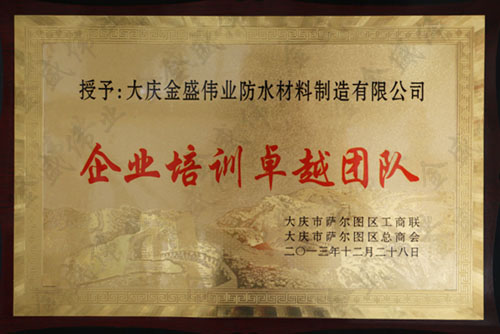 授予:大庆金盛伟业防水材料制造有限公司
企业培训卓越团队
大庆市萨尔图区工商联
大庆市萨尔图区总商会
二〇一三年十二月二十八日